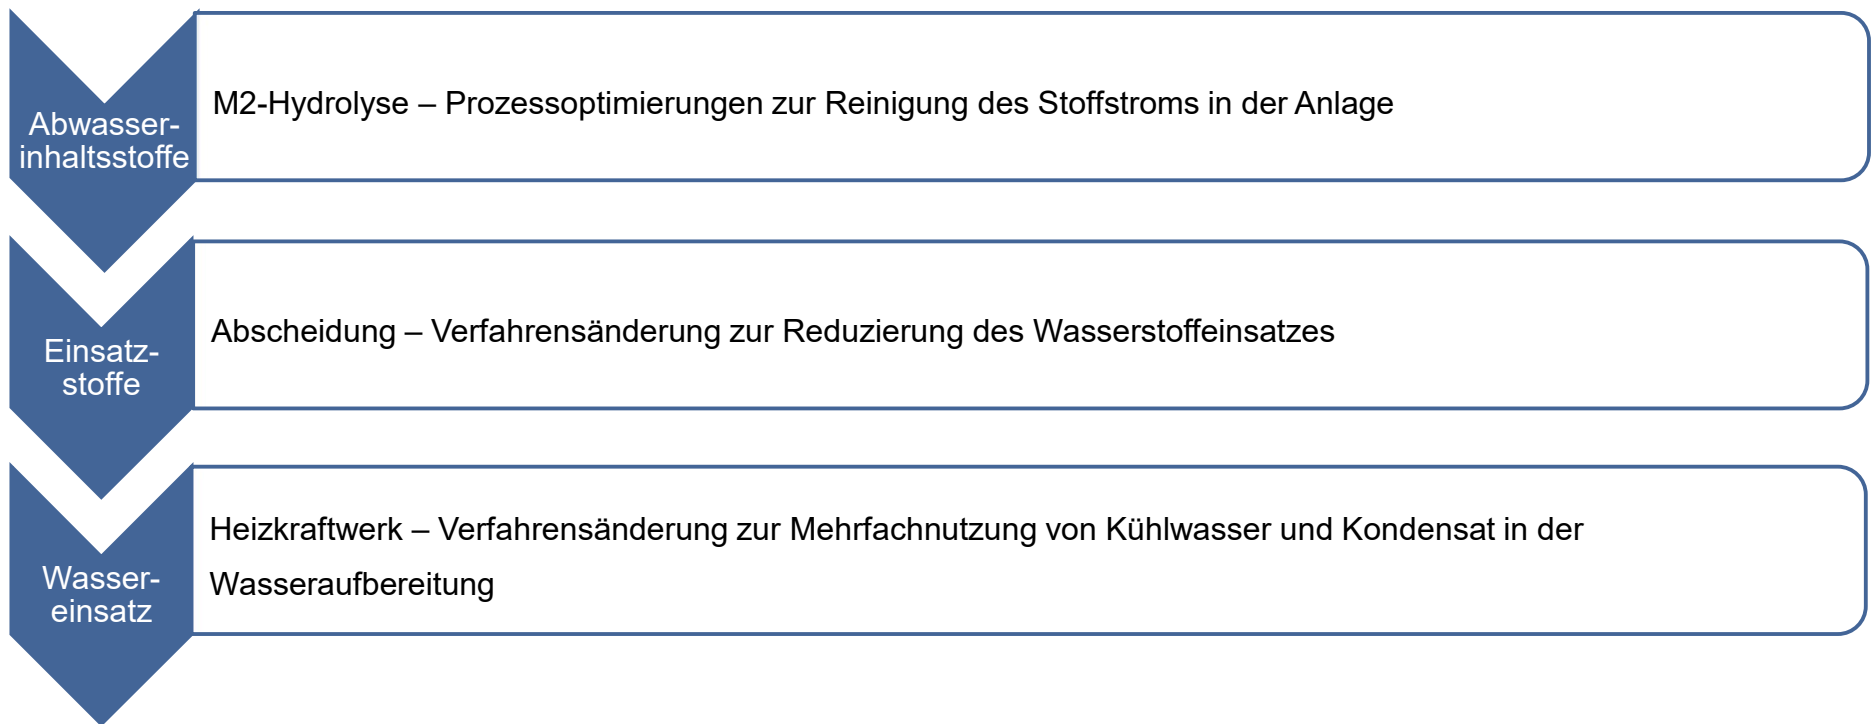 Abwasser-
inhaltsstoffe
M2-Hydrolyse – Prozessoptimierungen zur Reinigung des Stoffstroms in der Anlage
Einsatz-
stoffe
Abscheidung – Verfahrensänderung zur Reduzierung des Wasserstoffeinsatzes
Wasser-
einsatz
Heizkraftwerk – Verfahrensänderung zur Mehrfachnutzung von Kühlwasser und Kondensat in der
Wasseraufbereitung